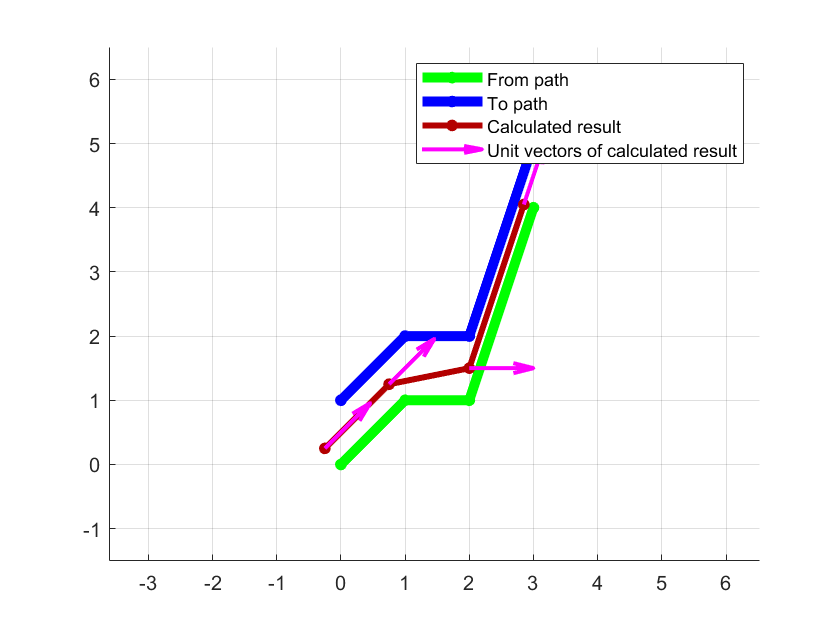 6
5
4
3
2
1
0
-1
From path
To path
Calculated result
Unit vectors of calculated result
-3 -2 -1 0 1 2 3 4 5 6